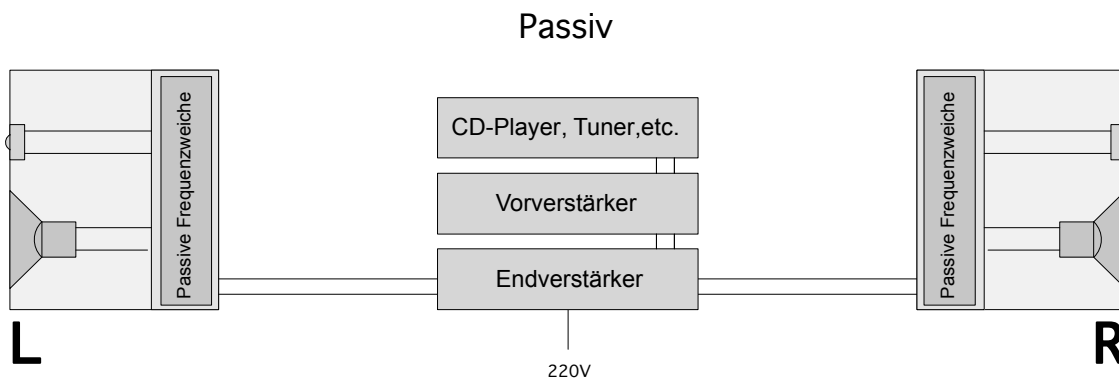 Passiv
Passive Frequenzweiche
CD-Player, Tuner,etc.
Vorverstärker
Endverstärker
Passive Frequenzweiche
L
R
220V